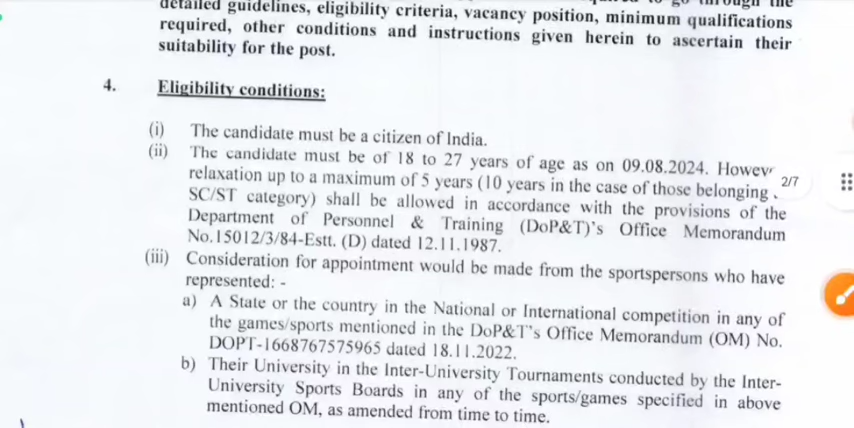 detailed guidelines, eligibility criteria, vacancy position, minimum qualifications
required, other conditions and instructions given herein to ascertain their
suitability for the post.
4. Eligibility conditions:
(i) The candidate must be a citizen of India.
(ii) The candidate must be of 18 to 27 years of age as on 09.08.2024. Howev
relaxation up to a maximum of 5 years (10 years in the case of those belonging
2/7
SC/ST category) shall be allowed in accordance with the provisions of the
Department of Personnel & Training (DoP&T)'s Office Memorandum
No.15012/3/84-Estt. (D) dated 12.11.1987.
(iii) Consideration for appointment would be made from the sportspersons who have
represented: -
a) A State or the country in the National or International competition in any of
the games/sports mentioned in the DoP&T's Office Memorandum (OM) No.
DOPT-1668767575965 dated 18.11.2022.
b) Their University in the Inter-University Tournaments conducted by the Inter-
University Sports Boards in any of the sports/games specified in above
mentioned OM, as amended from time to time.